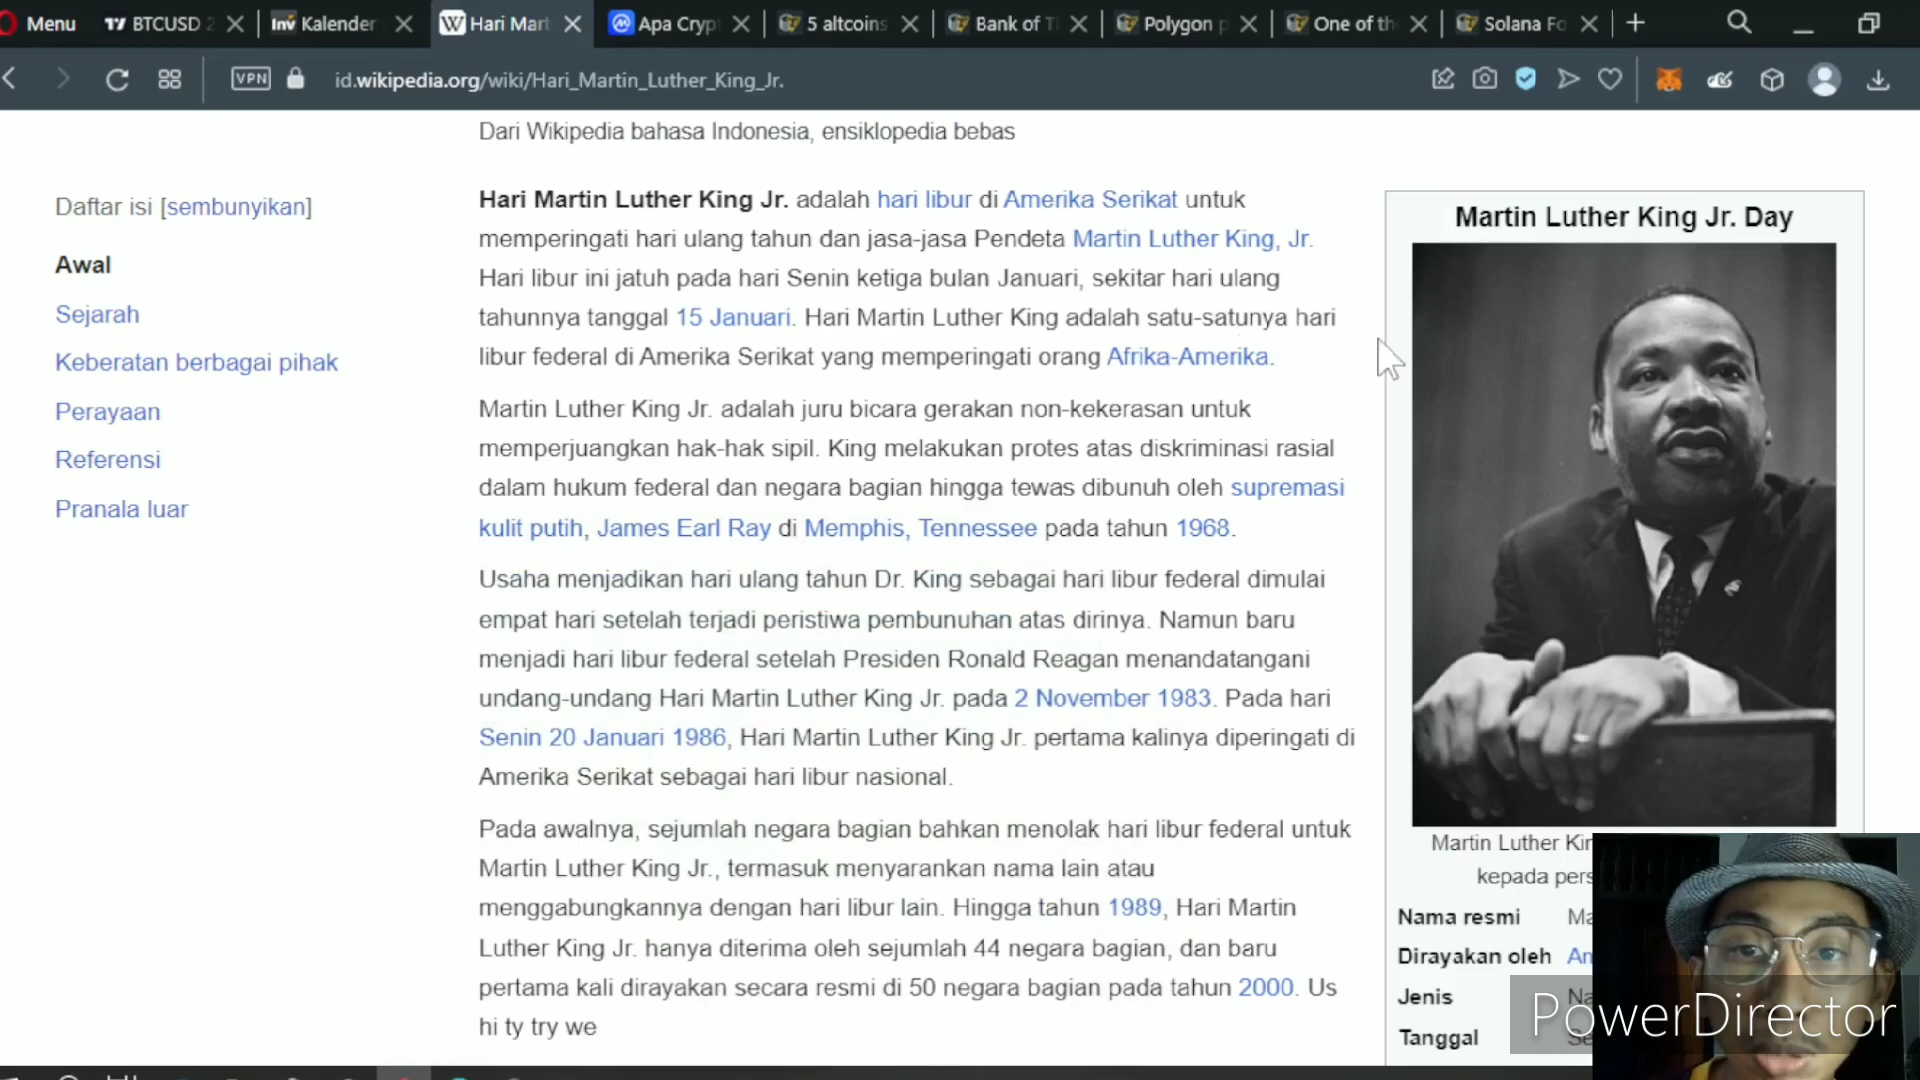 Menu BTCUSD 2 Kalender Hari Mart Apa Cryp 5 altcoins Bank of Polygon p One of th Solana Fo
VPN id.wikipedia.org/wiki/Hari_Martin_Luther_King_Jr.
Dari Wikipedia bahasa Indonesia, ensiklopedia bebas
Daftar isi [sembunyikan]
Awal
Sejarah
Keberatan berbagai pihak
Perayaan
Referensi
Pranala luar
Hari Martin Luther King Jr. adalah hari libur di Amerika Serikat untuk
memperingati hari ulang tahun dan jasa-jasa Pendeta Martin Luther King, Jr.
Hari libur ini jatuh pada hari Senin ketiga bulan Januari, sekitar hari ulang
tahunnya tanggal 15 Januari. Hari Martin Luther King adalah satu-satunya hari
libur federal di Amerika Serikat yang memperingati orang Afrika-Amerika.
Martin Luther King Jr. adalah juru bicara gerakan non-kekerasan untuk
memperjuangkan hak-hak sipil. King melakukan protes atas diskriminasi rasial
dalam hukum federal dan negara bagian hingga tewas dibunuh oleh supremasi
kulit putih, James Earl Ray di Memphis, Tennessee pada tahun 1968.
Usaha menjadikan hari ulang tahun Dr. King sebagai hari libur federal dimulai
empat hari setelah terjadi peristiwa pembunuhan atas dirinya. Namun baru
menjadi hari libur federal setelah Presiden Ronald Reagan menandatangani
undang-undang Hari Martin Luther King Jr. pada 2 November 1983. Pada hari
Senin 20 Januari 1986, Hari Martin Luther King Jr. pertama kalinya diperingati di
Amerika Serikat sebagai hari libur nasional.
Pada awalnya, sejumlah negara bagian bahkan menolak hari libur federal untuk
Martin Luther King Jr., termasuk menyarankan nama lain atau
menggabungkannya dengan hari libur lain. Hingga tahun 1989, Hari Martin
Luther King Jr. hanya diterima oleh sejumlah 44 negara bagian, dan baru
pertama kali dirayakan secara resmi di 50 negara bagian pada tahun 2000. Us
hi ty try we
Martin Luther King Jr. Day
Martin Luther Kin
kepada pers
Nama resmi Ma
Dirayakan oleh Am
Jenis Na
Tanggal Se
PowerDirector